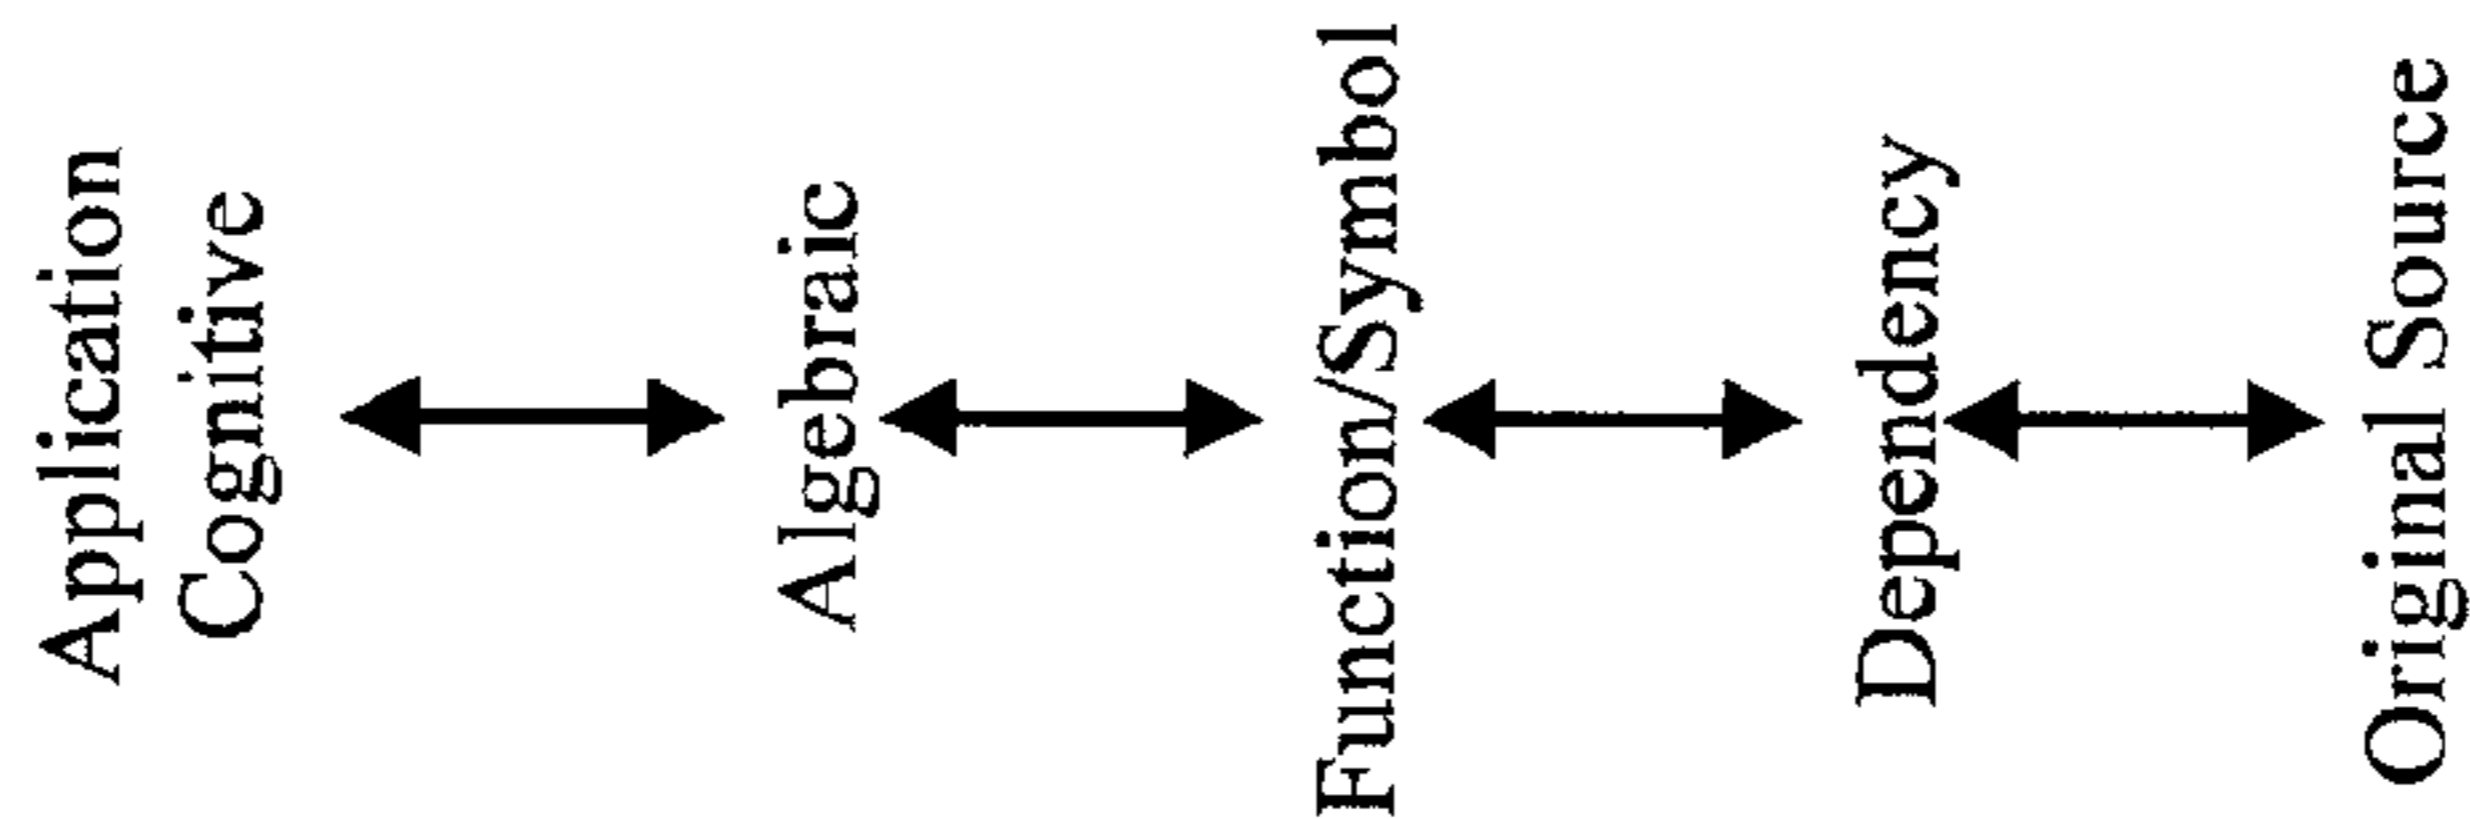 Application
Cognitive
Algebraic
Function/Symbol
Dependency
Original Source